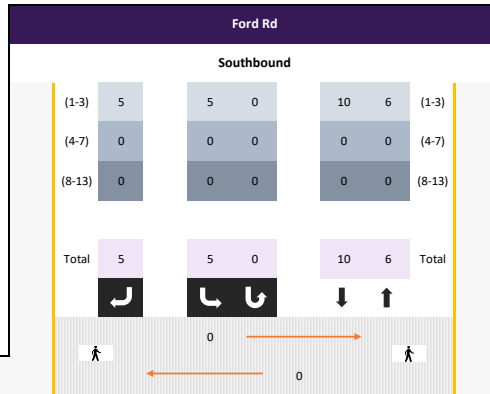 Ford Rd
Southbound
(1-3) 5 5 0 10 6 (1-3)
(4-7) 0 0 0 0 0 (4-7)
(8-13) 0 0 0 0 0 (8-13)
Total 5 5 0 10 6 Total
0
0